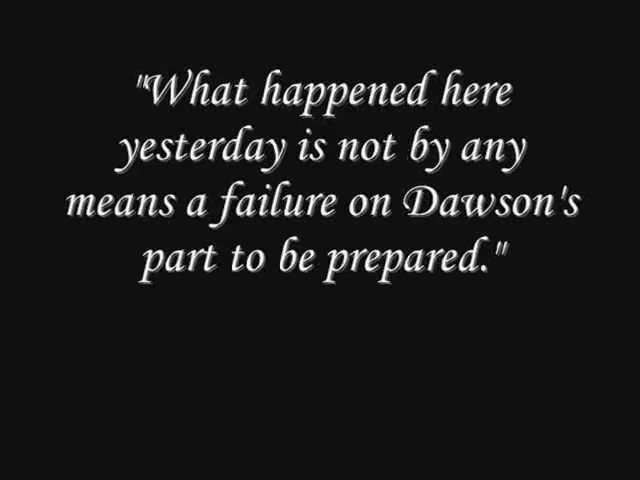 "What happened here
yesterday is not by any
means a failure on Dawson's
part to be prepared."